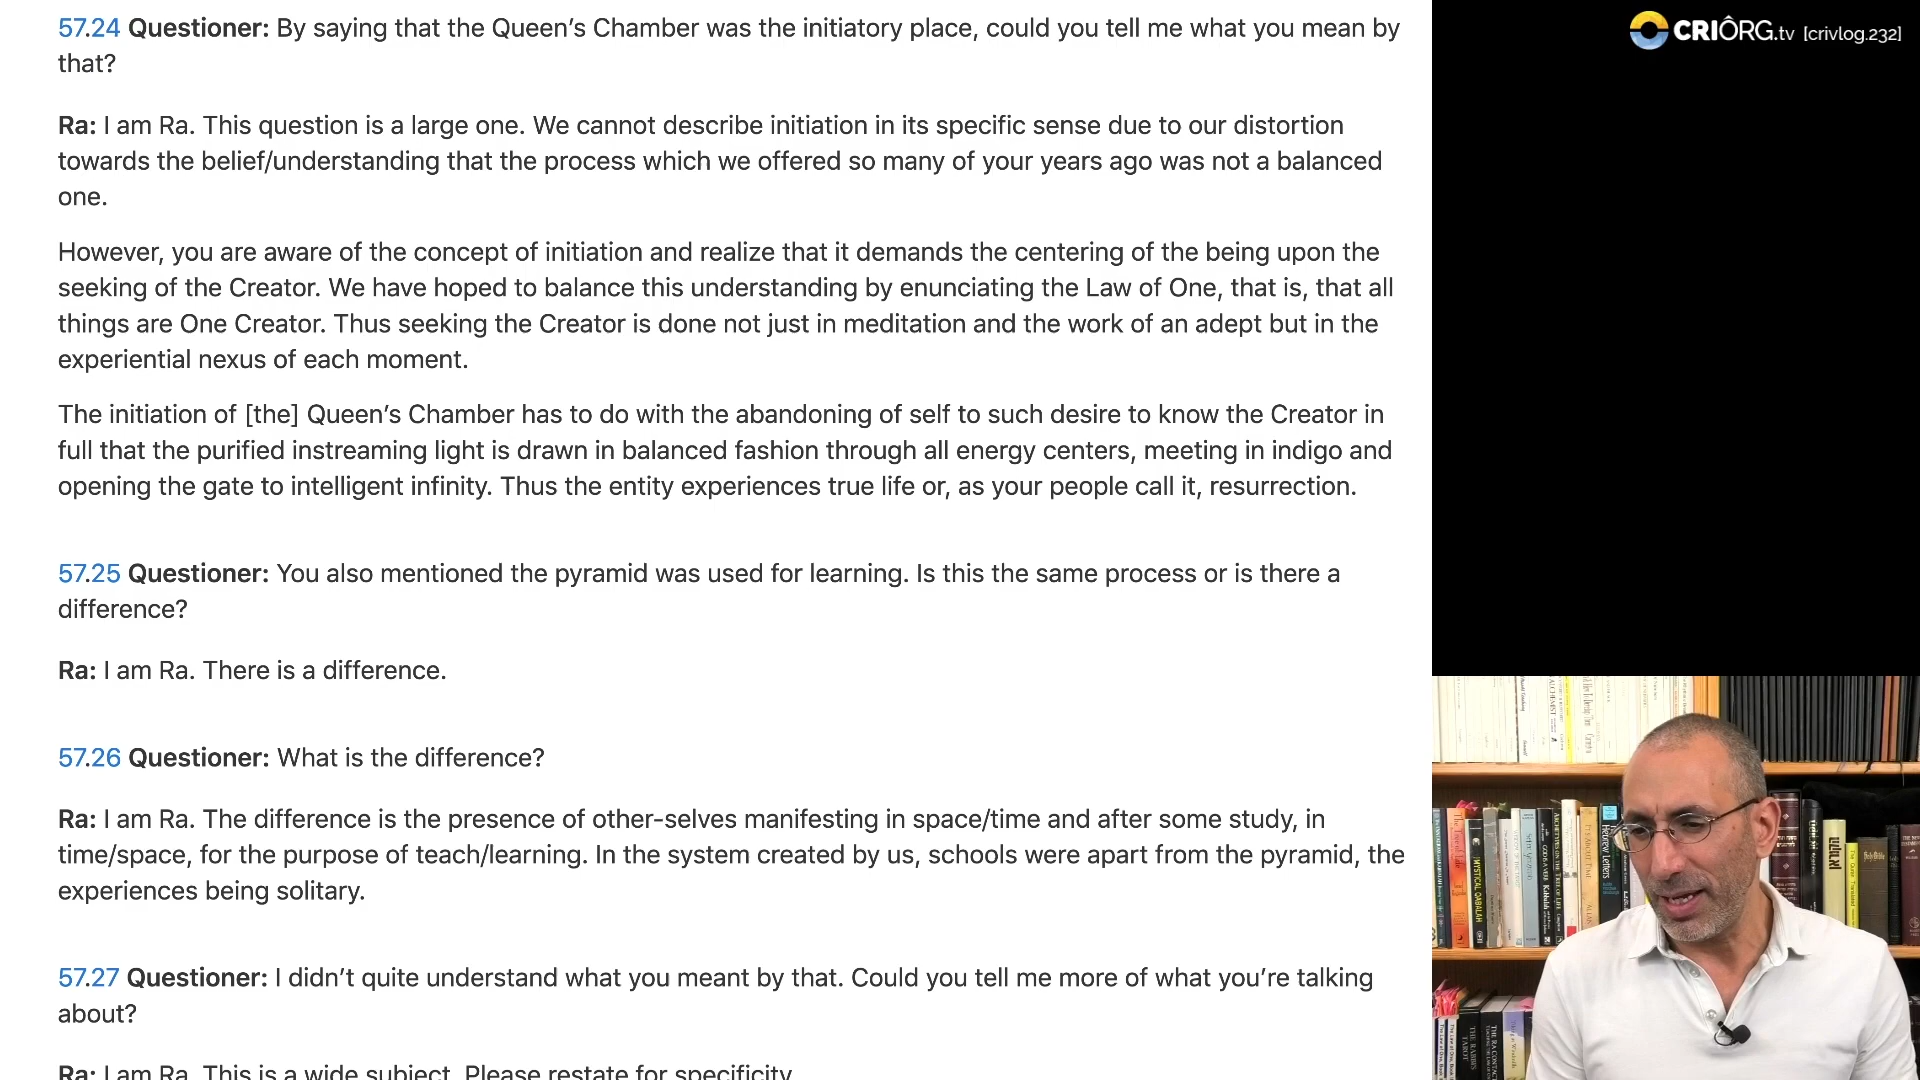 57.24 Questioner: By saying that the Queen’s Chamber was the initiatory place, could you tell me what you mean by
that?
Ra: I am Ra. This question is a large one. We cannot describe initiation in its specific sense due to our distortion
towards the belief/understanding that the process which we offered so many of your years ago was not a balanced
one.
However, you are aware of the concept of initiation and realize that it demands the centering of the being upon the
seeking of the Creator. We have hoped to balance this understanding by enunciating the Law of One, that is, that all
things are One Creator. Thus seeking the Creator is done not just in meditation and the work of an adept but in the
experiential nexus of each moment.
The initiation of [the] Queen’s Chamber has to do with the abandoning of self to such desire to know the Creator in
full that the purified instreaming light is drawn in balanced fashion through all energy centers, meeting in indigo and
opening the gate to intelligent infinity. Thus the entity experiences true life or, as your people call it, resurrection.
57.25 Questioner: You also mentioned the pyramid was used for learning. Is this the same process or is there a
difference?
Ra: I am Ra. There is a difference.
57.26 Questioner: What is the difference?
Ra: I am Ra. The difference is the presence of other-selves manifesting in space/time and after some study, in
time/space, for the purpose of teach/learning. In the system created by us, schools were apart from the pyramid, the
experiences being solitary.
57.27 Questioner: I didn’t quite understand what you meant by that. Could you tell me more of what you’re talking
about?
Ra: I am Ra. This is a wide subject. Please restate for specificity.
CRIÔRG.tv [crivlog.232]
MYSTICAL QABALAH
Hebrew Letters